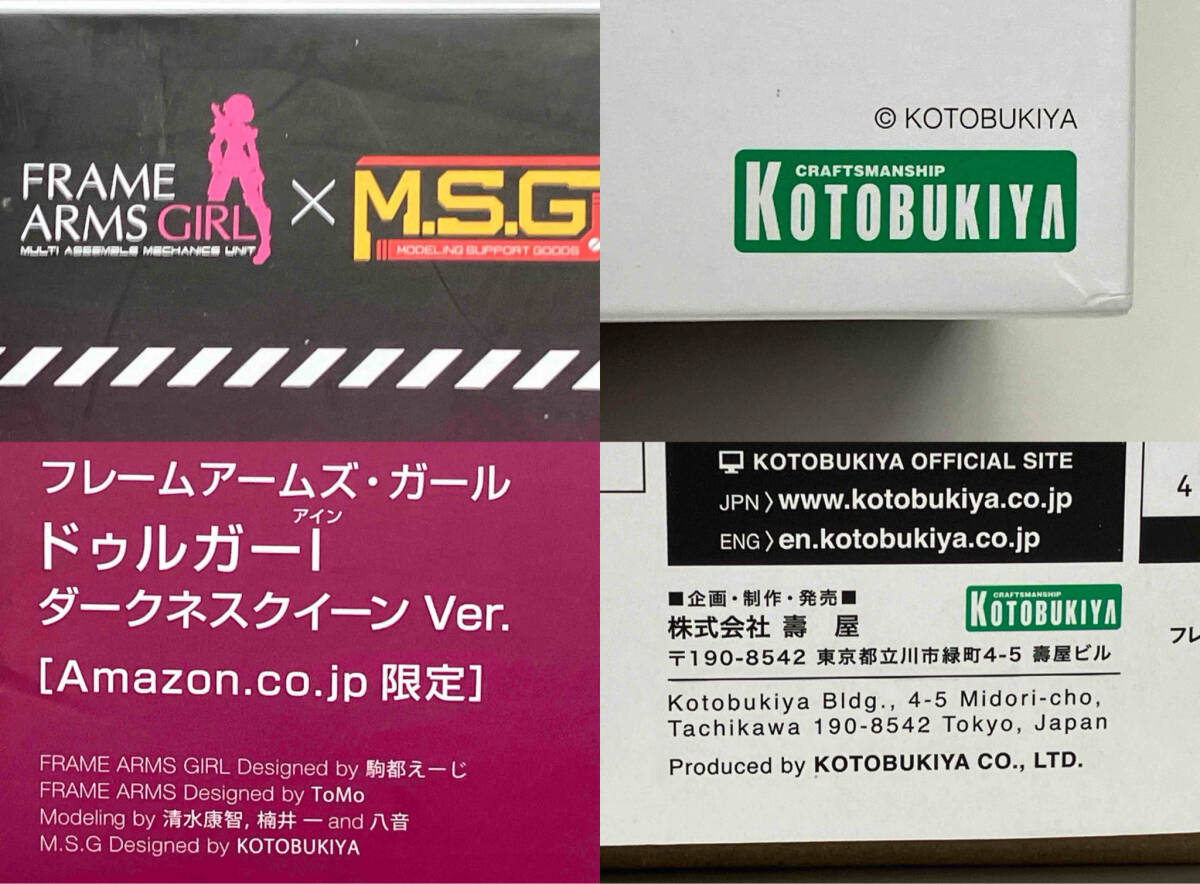 FRAME
ARMS GIRL
MULTI ASSEMBLE MECHANICS UNIT
×
M.S.G
MODELING SUPPORT GOODS
© KOTOBUKIYA
CRAFTSMANSHIP
KOTOBUKIYA
フレームアームズ・ガール
アイン
ドゥルガーI
ダークネスクイーン Ver.
[Amazon.co.jp 限定]
FRAME ARMS GIRL Designed by 駒都えーじ
FRAME ARMS Designed by ToMo
Modeling by 清水康智, 楠井 一 and 八音
M.S.G Designed by KOTOBUKIYA
KOTOBUKIYA OFFICIAL SITE
JPN 〉www.kotobukiya.co.jp
ENG 〉en.kotobukiya.co.jp
4
■企画・制作・発売■
株式会社 壽 屋
CRAFTSMANSHIP
KOTOBUKIYA
〒190-8542 東京都立川市緑町4-5 壽屋ビル
フレ
Kotobukiya Bldg., 4-5 Midori-cho,
Tachikawa 190-8542 Tokyo, Japan
Produced by KOTOBUKIYA CO., LTD.